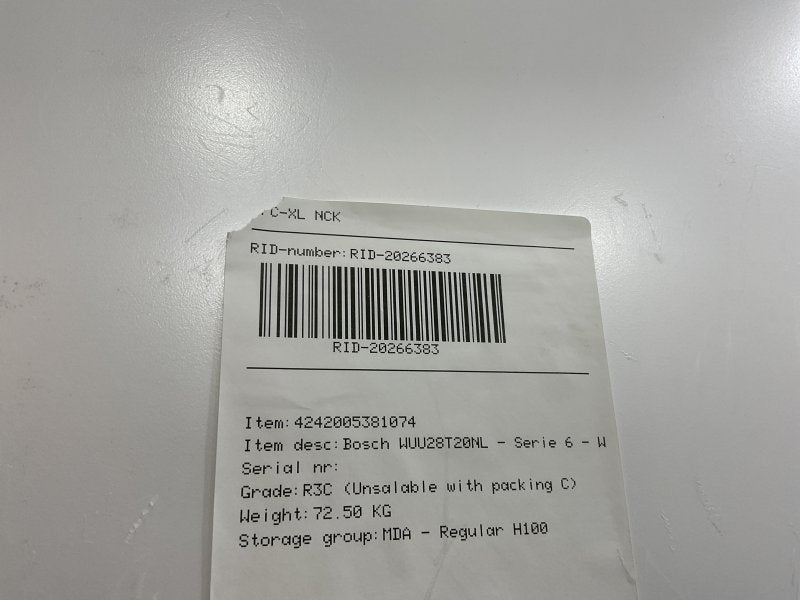 C-XL NCK
RID-number:RID-20266383
RID-20266383
Item:4242005381074
Item desc:Bosch WUU28T20NL - Serie 6 - W
Serial nr:
Grade:R3C (Unsalable with packing C)
Weight:72.50 KG
Storage group:MDA - Regular H100